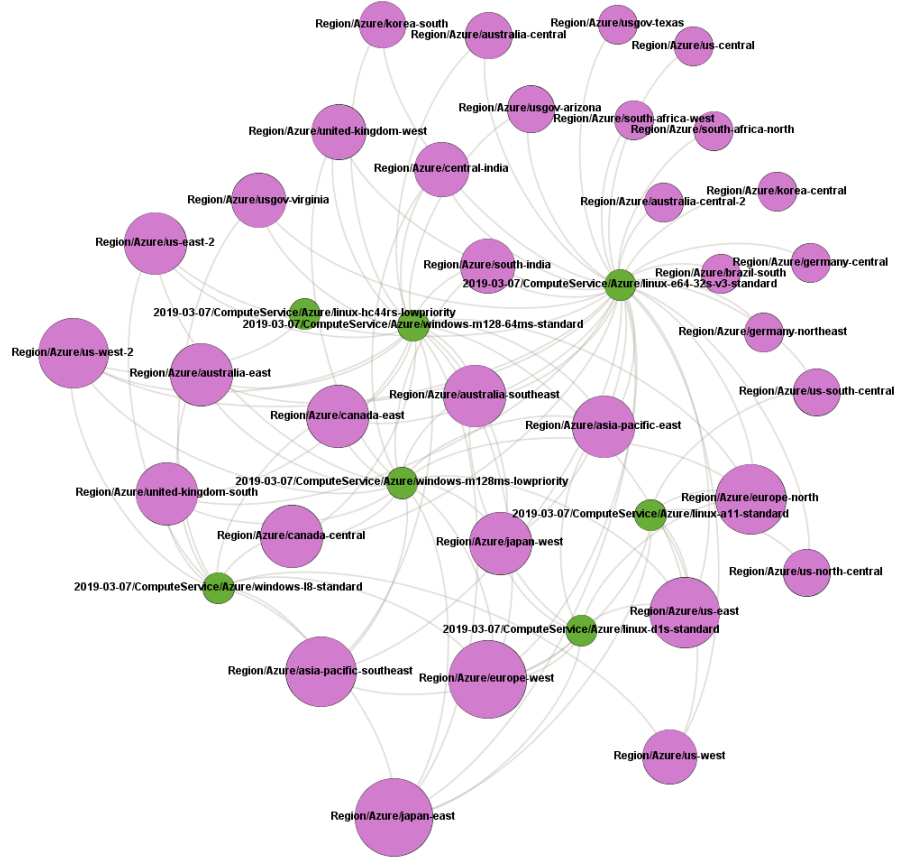 Region/Azure/korea-south
Region/Azure/usgov-texas
Region/Azure/australia-central
Region/Azure/us-central
Region/Azure/usgov-arizona
Region/Azure/south-africa-west
Region/Azure/south-africa-north
Region/Azure/united-kingdom-west
Region/Azure/central-india
Region/Azure/korea-central
Region/Azure/usgov-virginia
Region/Azure/australia-central-2
Region/Azure/us-east-2
Region/Azure/germany-central
Region/Azure/south-india
Region/Azure/brazil-south
2019-03-07/ComputeService/Azure/linux-e64-32s-v3-standard
2019-03-07/ComputeService/Azure/linux-hc44rs-lowpriority
2019-03-07/ComputeService/Azure/windows-m128-64ms-standard
Region/Azure/germany-northeast
Region/Azure/us-west-2
Region/Azure/australia-east
Region/Azure/us-south-central
Region/Azure/australia-southeast
Region/Azure/canada-east
Region/Azure/asia-pacific-east
2019-03-07/ComputeService/Azure/windows-m128ms-lowpriority
Region/Azure/united-kingdom-south
Region/Azure/europe-north
2019-03-07/ComputeService/Azure/linux-a11-standard
Region/Azure/canada-central
Region/Azure/japan-west
Region/Azure/us-north-central
2019-03-07/ComputeService/Azure/windows-l8-standard
Region/Azure/us-east
2019-03-07/ComputeService/Azure/linux-d1s-standard
Region/Azure/asia-pacific-southeast
Region/Azure/europe-west
Region/Azure/us-west
Region/Azure/japan-east